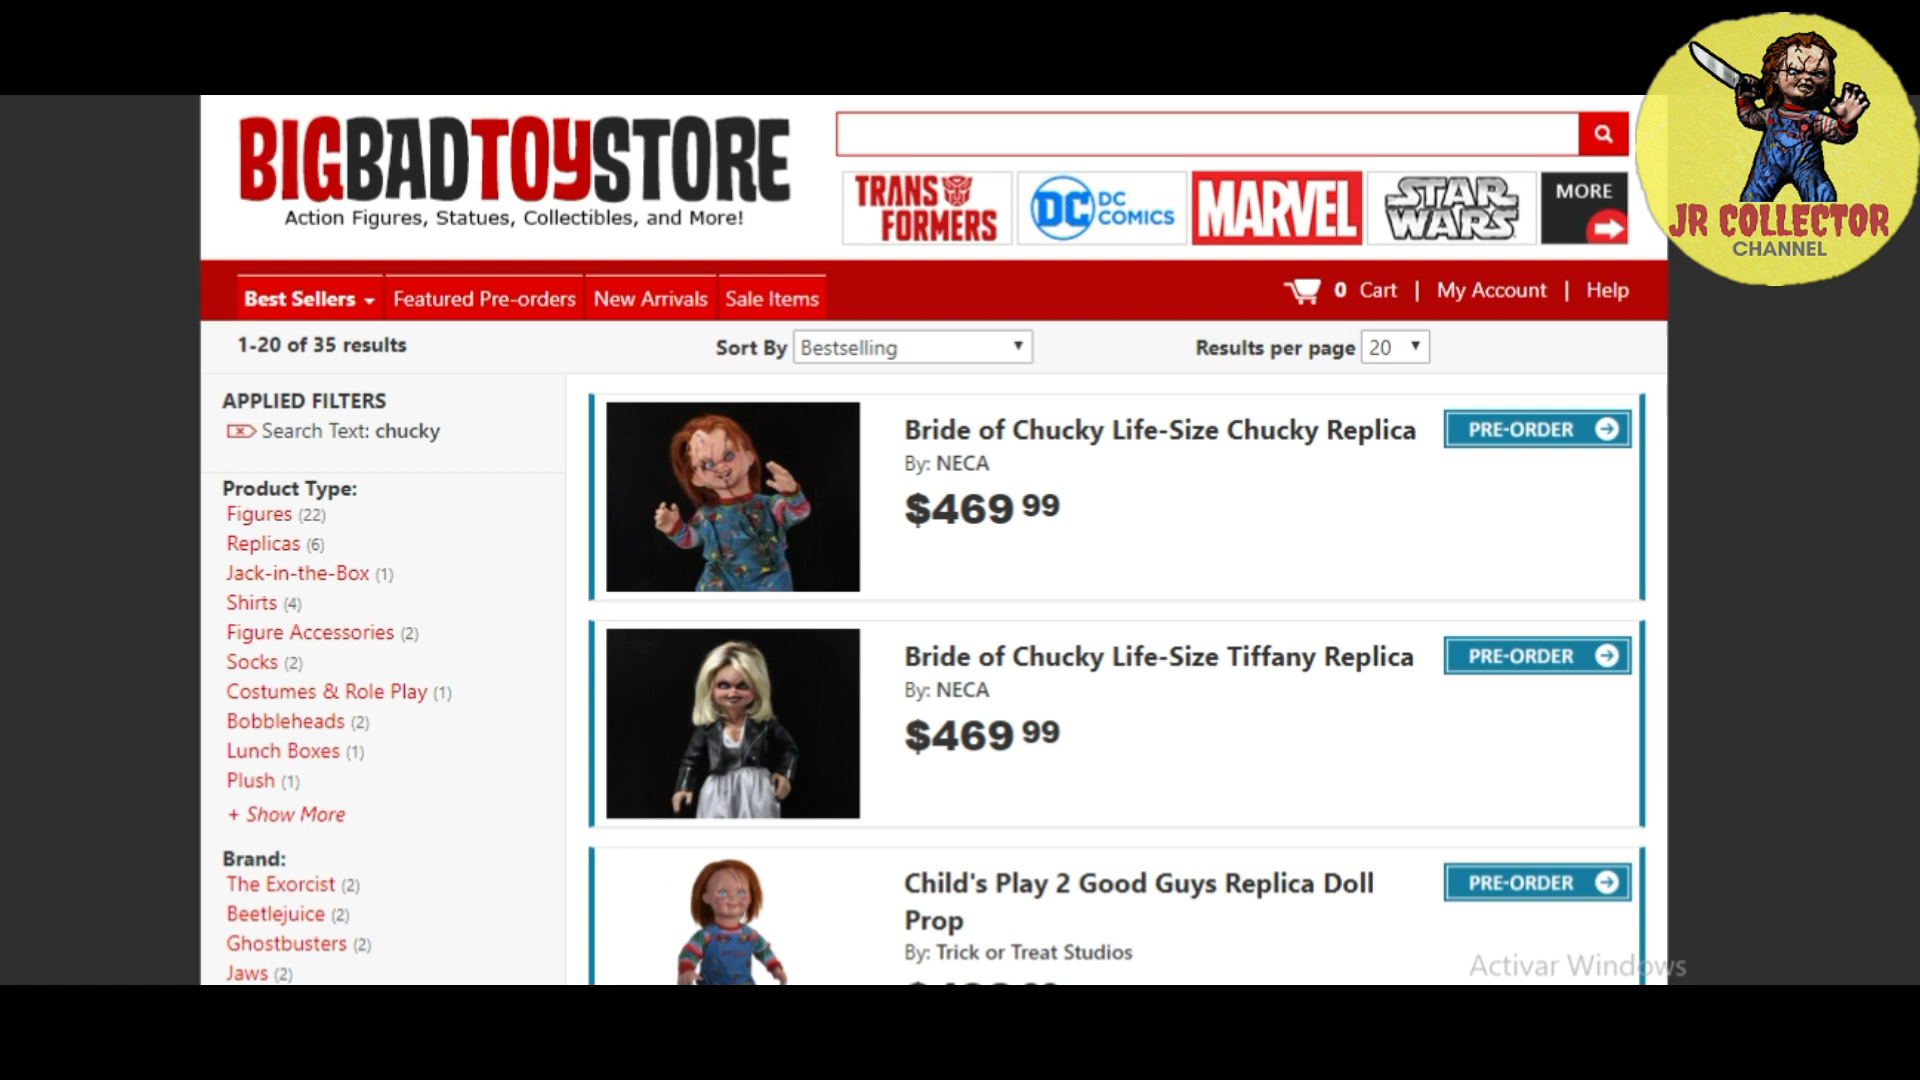 BIGBADTOYSTORE
Action Figures, Statues, Collectibles, and More!
TRANSFORMERS
DC
DC COMICS
MARVEL
STAR WARS
MORE
JR COLLECTOR
CHANNEL
Best Sellers
Featured Pre-orders
New Arrivals
Sale Items
0 Cart | My Account | Help
1-20 of 35 results
Sort By Bestselling
Results per page 20
APPLIED FILTERS
Search Text: chucky
Product Type:
Figures (22)
Replicas (6)
Jack-in-the-Box (1)
Shirts (4)
Figure Accessories (2)
Socks (2)
Costumes & Role Play (1)
Bobbleheads (2)
Lunch Boxes (1)
Plush (1)
+ Show More
Brand:
The Exorcist (2)
Beetlejuice (2)
Ghostbusters (2)
Jaws (2)
Bride of Chucky Life-Size Chucky Replica
By: NECA
$469 99
PRE-ORDER
Bride of Chucky Life-Size Tiffany Replica
By: NECA
$469 99
PRE-ORDER
Child's Play 2 Good Guys Replica Doll
Prop
By: Trick or Treat Studios
PRE-ORDER
Activar Windows